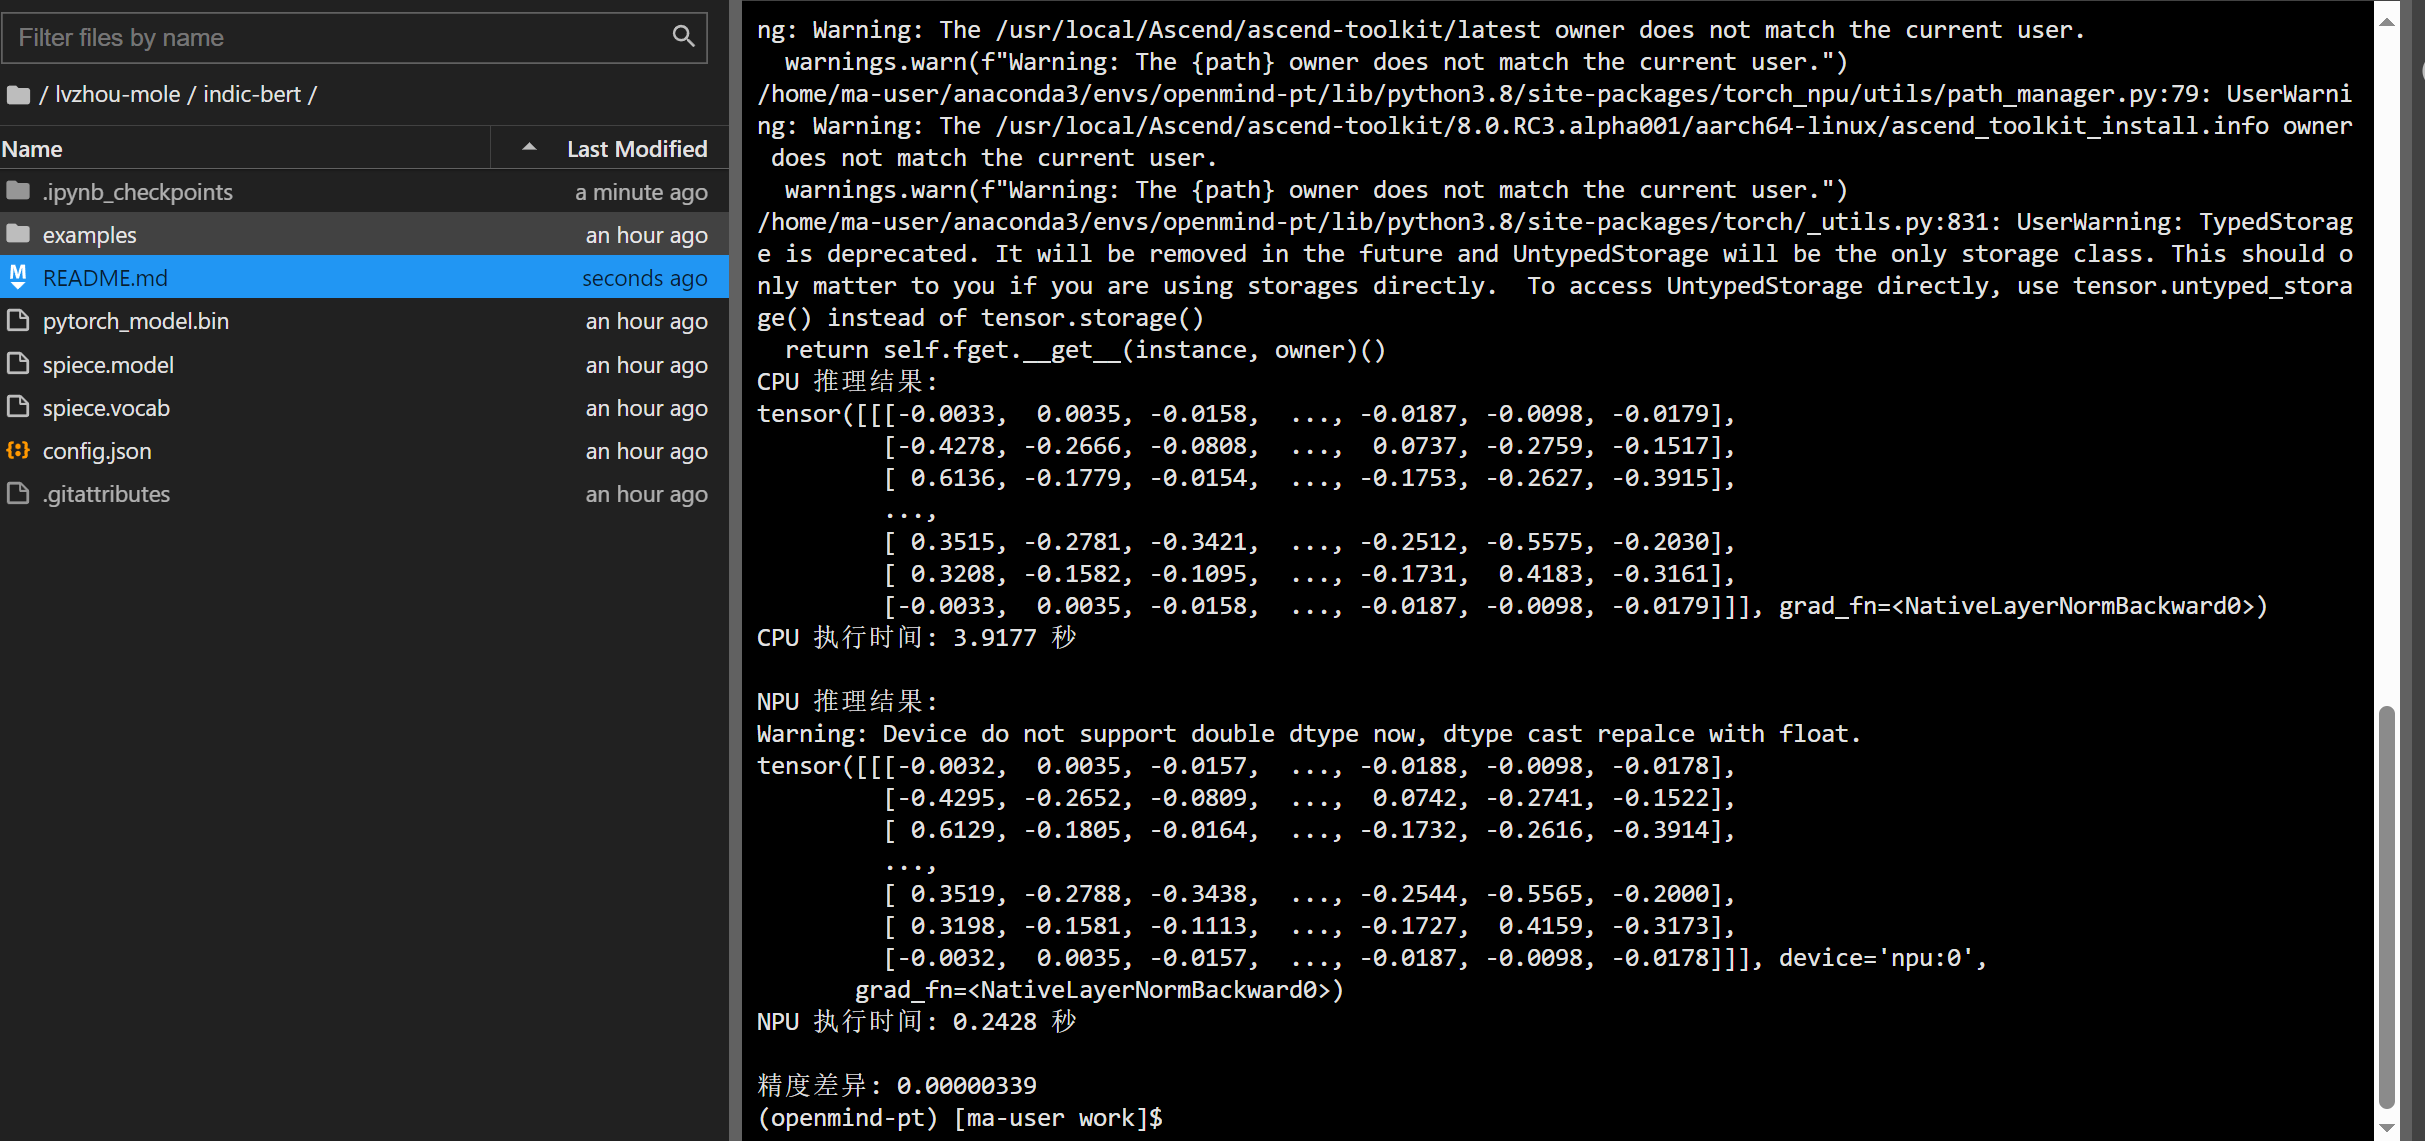 Filter files by name
/ lvzhou-mole / indic-bert /
Name Last Modified
.ipynb_checkpoints a minute ago
examples an hour ago
README.md seconds ago
pytorch_model.bin an hour ago
spiece.model an hour ago
spiece.vocab an hour ago
config.json an hour ago
.gitattributes an hour ago
ng: Warning: The /usr/local/Ascend/ascend-toolkit/latest owner does not match the current user.
  warnings.warn(f"Warning: The {path} owner does not match the current user.")
/home/ma-user/anaconda3/envs/openmind-pt/lib/python3.8/site-packages/torch_npu/utils/path_manager.py:79: UserWarni
ng: Warning: The /usr/local/Ascend/ascend-toolkit/8.0.RC3.alpha001/aarch64-linux/ascend_toolkit_install.info owner
 does not match the current user.
  warnings.warn(f"Warning: The {path} owner does not match the current user.")
/home/ma-user/anaconda3/envs/openmind-pt/lib/python3.8/site-packages/torch/_utils.py:831: UserWarning: TypedStorag
e is deprecated. It will be removed in the future and UntypedStorage will be the only storage class. This should o
nly matter to you if you are using storages directly.  To access UntypedStorage directly, use tensor.untyped_stora
ge() instead of tensor.storage()
  return self.fget.__get__(instance, owner)()
CPU 推理结果:
tensor([[[-0.0033,  0.0035, -0.0158,  ..., -0.0187, -0.0098, -0.0179],
         [-0.4278, -0.2666, -0.0808,  ...,  0.0737, -0.2759, -0.1517],
         [ 0.6136, -0.1779, -0.0154,  ..., -0.1753, -0.2627, -0.3915],
         ...,
         [ 0.3515, -0.2781, -0.3421,  ..., -0.2512, -0.5575, -0.2030],
         [ 0.3208, -0.1582, -0.1095,  ..., -0.1731,  0.4183, -0.3161],
         [-0.0033,  0.0035, -0.0158,  ..., -0.0187, -0.0098, -0.0179]]], grad_fn=<NativeLayerNormBackward0>)
CPU 执行时间: 3.9177 秒
NPU 推理结果:
Warning: Device do not support double dtype now, dtype cast repalce with float.
tensor([[[-0.0032,  0.0035, -0.0157,  ..., -0.0188, -0.0098, -0.0178],
         [-0.4295, -0.2652, -0.0809,  ...,  0.0742, -0.2741, -0.1522],
         [ 0.6129, -0.1805, -0.0164,  ..., -0.1732, -0.2616, -0.3914],
         ...,
         [ 0.3519, -0.2788, -0.3438,  ..., -0.2544, -0.5565, -0.2000],
         [ 0.3198, -0.1581, -0.1113,  ..., -0.1727,  0.4159, -0.3173],
         [-0.0032,  0.0035, -0.0157,  ..., -0.0187, -0.0098, -0.0178]]], device='npu:0',
       grad_fn=<NativeLayerNormBackward0>)
NPU 执行时间: 0.2428 秒
精度差异: 0.00000339
(openmind-pt) [ma-user work]$